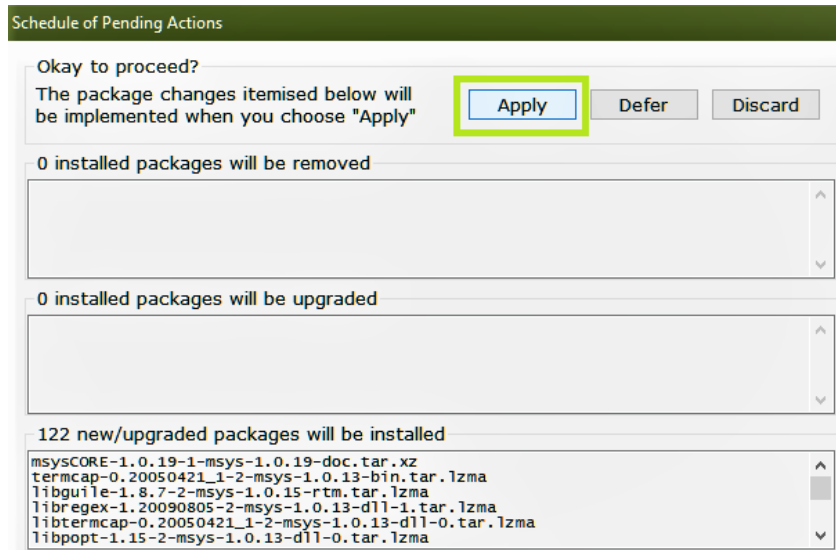 Schedule of Pending Actions
Okay to proceed?
The package changes itemised below will
be implemented when you choose "Apply"
Apply Defer Discard
0 installed packages will be removed
0 installed packages will be upgraded
122 new/upgraded packages will be installed
msysCORE-1.0.19-1-msys-1.0.19-doc.tar.xz
termcap-0.20050421_1-2-msys-1.0.13-bin.tar.lzma
libguile-1.8.7-2-msys-1.0.15-rtm.tar.lzma
libregex-1.20090805-2-msys-1.0.13-dll-1.tar.lzma
libtermcap-0.20050421_1-2-msys-1.0.13-dll-0.tar.lzma
libpopt-1.15-2-msys-1.0.13-dll-0.tar.lzma